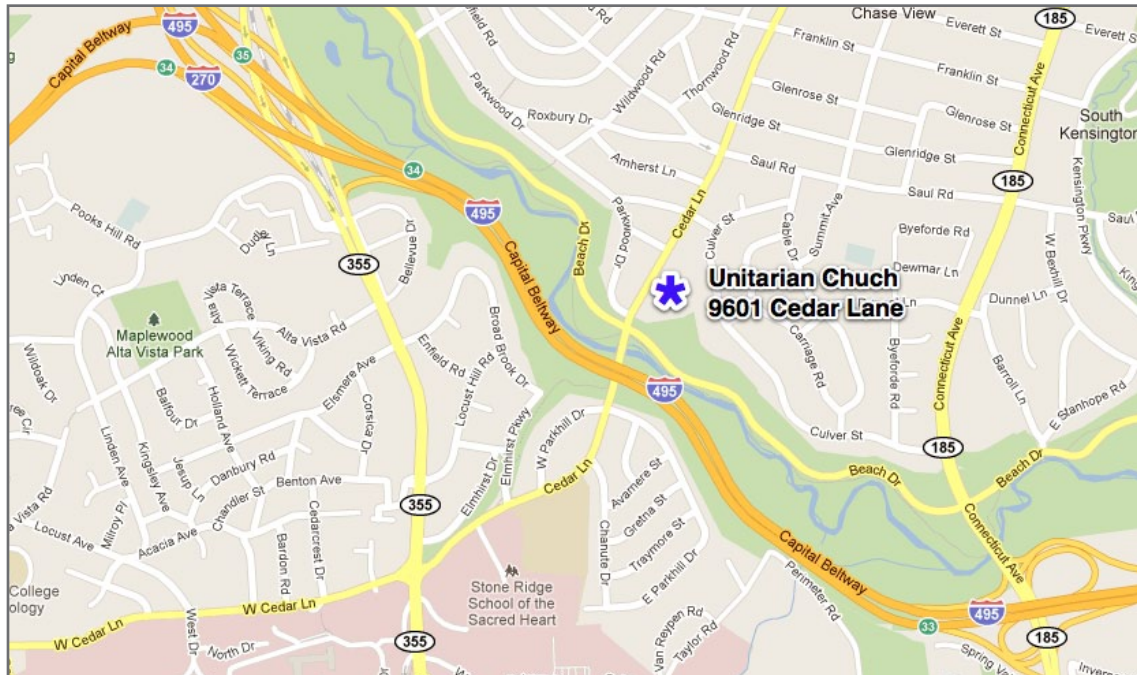 Chase View
185
Everett St
Everett St
495
Capital Beltway
35
34
270
Parkwood Dr
Wildwood Rd
Thornwood Rd
Franklin St
Franklin St
Glenrose St
Glenrose St
South
Kensington
Connecticut Ave
Roxbury Dr
Glenridge St
Glenridge St
Amherst Ln
Saul Rd
Saul Rd
185
34
495
Pooks Hill Rd
Bellevue Dr
355
Capital Beltway
Beach Dr
Parkwood Dr
Cedar Ln
Culver St
Cable Dr
Summit Ave
Byeforde Rd
Dewmar Ln
W Bexhill Dr
Kensington Pkwy
Unitarian Chuch
9601 Cedar Lane
Dunnel Ln
Lynden Ct
Maplewood
Alta Vista Park
Alta Vista Terrace
Alta Vista Rd
Viking Rd
Wickett Terrace
Elsmere Ave
Enfield Rd
Locust Hill Rd
Broad Brook Dr
Wildoak Dr
Balfour Dr
Holland Ave
Corsica Dr
495
Carriage Rd
Byeforde Rd
Connecticut Ave
Barroll Ln
E Stanhope Rd
Linden Ave
Kingsley Ave
Jesup Ln
Danbury Rd
Chandler St
Benton Ave
Elmhirst Dr
Elmhirst Pkwy
W Parkhill Dr
Cedar Ln
Culver St
185
Beach Dr
Beach Dr
355
Avamere St
Gretna St
Traymore St
Chanute Dr
E Parkhill Dr
Locust Ave
Milroy Pl
Acacia Ave
Bardon Rd
Cedarcrest Dr
Capital Beltway
Connecticut Ave
Perimeter Rd
College
W Cedar Ln
W Cedar Ln
Stone Ridge
School of the
Sacred Heart
Van Reypen Rd
Taylor Rd
West Dr
North Dr
355
33
495
185